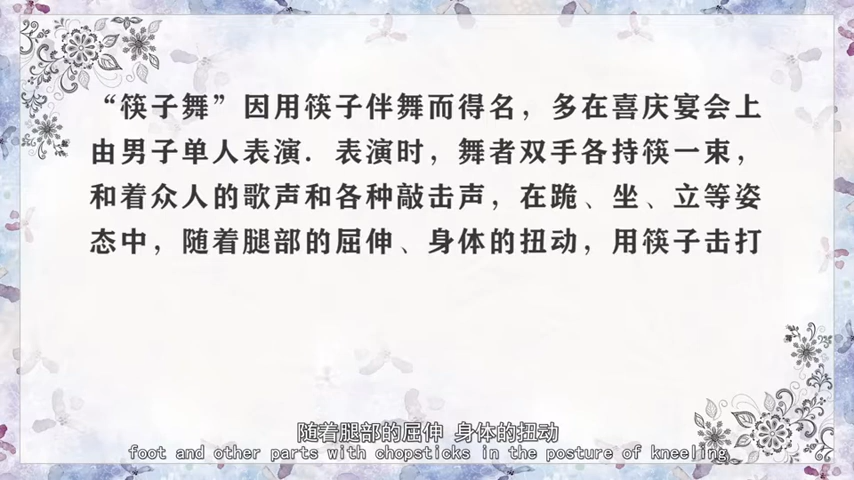 “筷子舞”因用筷子伴舞而得名，多在喜庆宴会上
由男子单人表演．表演时，舞者双手各持筷一束，
和着众人的歌声和各种敲击声，在跪、坐、立等姿
态中，随着腿部的屈伸、身体的扭动，用筷子击打
随着腿部的屈伸 身体的扭动
foot and other parts with chopsticks in the posture of kneeling